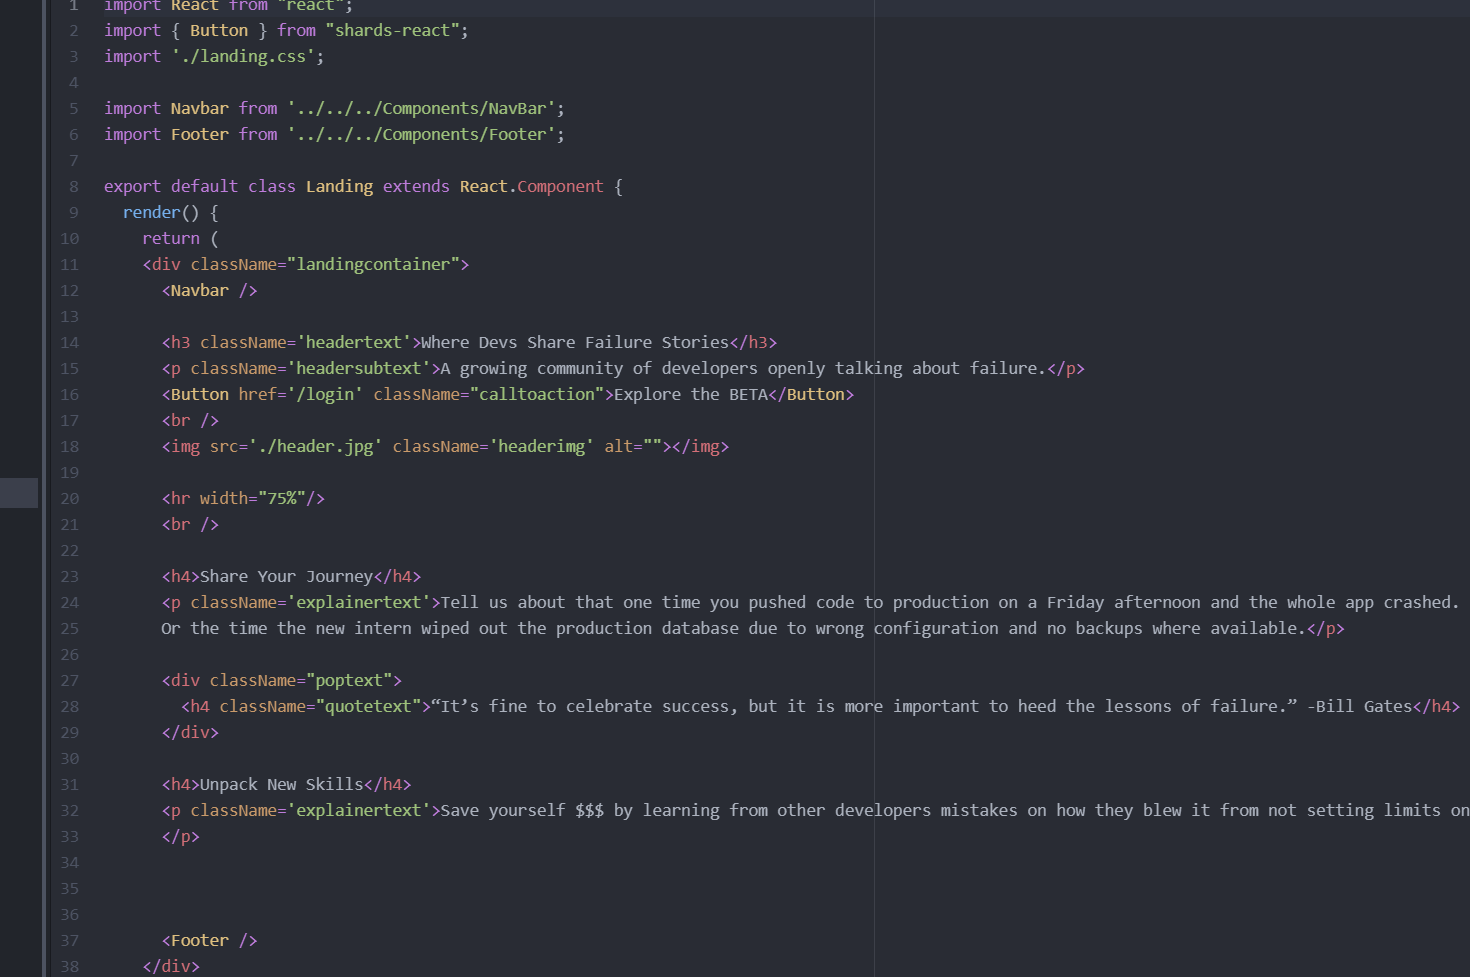 1 import React from "react";
2 import { Button } from "shards-react";
3 import './landing.css';
4
5 import Navbar from '../../../Components/NavBar';
6 import Footer from '../../../Components/Footer';
7
8 export default class Landing extends React.Component {
9 render() {
10 return (
11 <div className="landingcontainer">
12 <Navbar />
13
14 <h3 className='headertext'>Where Devs Share Failure Stories</h3>
15 <p className='headersubtext'>A growing community of developers openly talking about failure.</p>
16 <Button href='/login' className="calltoaction">Explore the BETA</Button>
17 <br />
18 <img src='./header.jpg' className='headerimg' alt=""></img>
19
20 <hr width="75%"/>
21 <br />
22
23 <h4>Share Your Journey</h4>
24 <p className='explainertext'>Tell us about that one time you pushed code to production on a Friday afternoon and the whole app crashed.
25 Or the time the new intern wiped out the production database due to wrong configuration and no backups where available.</p>
26
27 <div className="poptext">
28 <h4 className="quotetext">“It’s fine to celebrate success, but it is more important to heed the lessons of failure.” -Bill Gates</h4>
29 </div>
30
31 <h4>Unpack New Skills</h4>
32 <p className='explainertext'>Save yourself $$$ by learning from other developers mistakes on how they blew it from not setting limits on
33 </p>
34
35
36
37 <Footer />
38 </div>